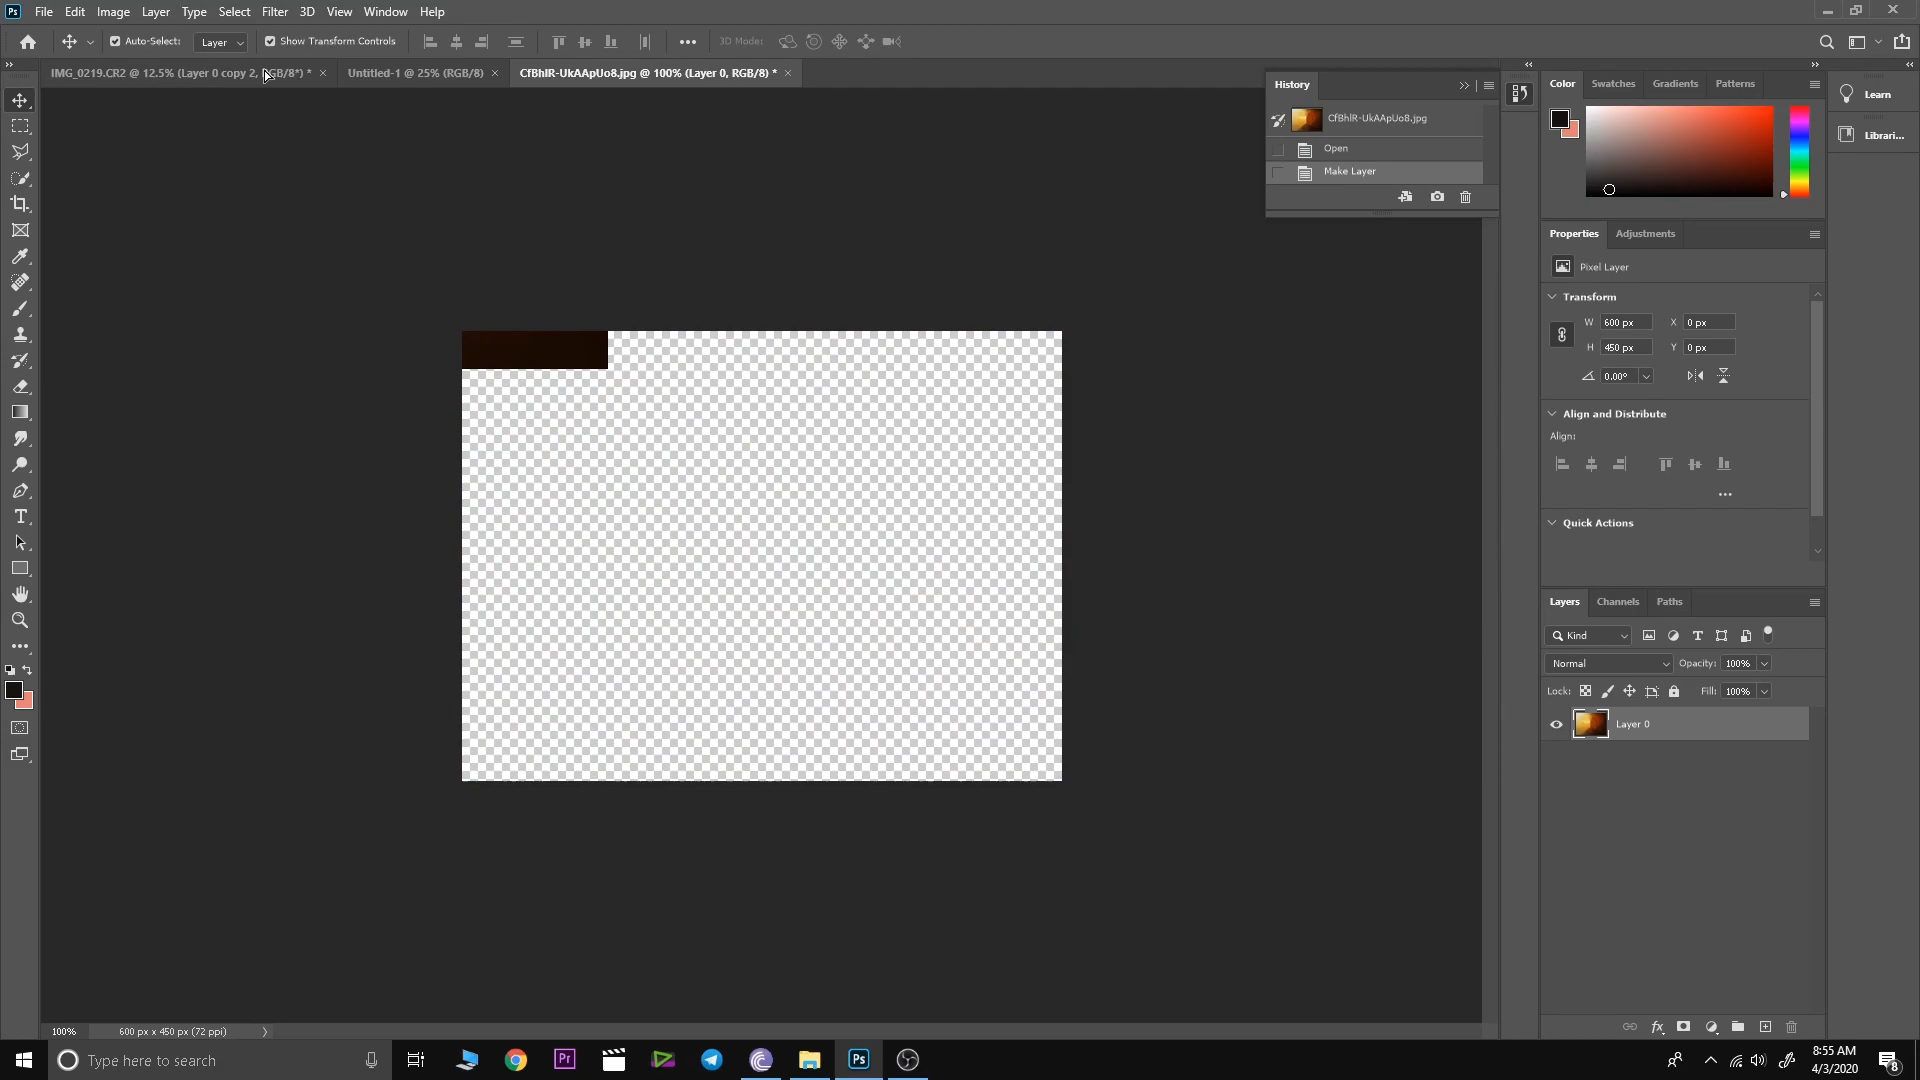 Ps File Edit Image Layer Type Select Filter 3D View Window Help
Auto-Select: Layer Show Transform Controls 3D Mode:
IMG_0219.CR2 @ 12.5% (Layer 0 copy 2, RGB/8*) * × Untitled-1 @ 25% (RGB/8) × CfBhlR-UkAApUo8.jpg @ 100% (Layer 0, RGB/8) * ×
History
CfBhlR-UkAApUo8.jpg
Open
Make Layer
Color Swatches Gradients Patterns
Learn
Librari...
Properties Adjustments
Pixel Layer
Transform
W 600 px X 0 px
H 450 px Y 0 px
0.00°
Align and Distribute
Align:
Quick Actions
Layers Channels Paths
Kind
Normal Opacity: 100%
Lock: Fill: 100%
Layer 0
fx
100% 600 px x 450 px (72 ppi)
Type here to search
Pr
Ps
8:55 AM
4/3/2020
8